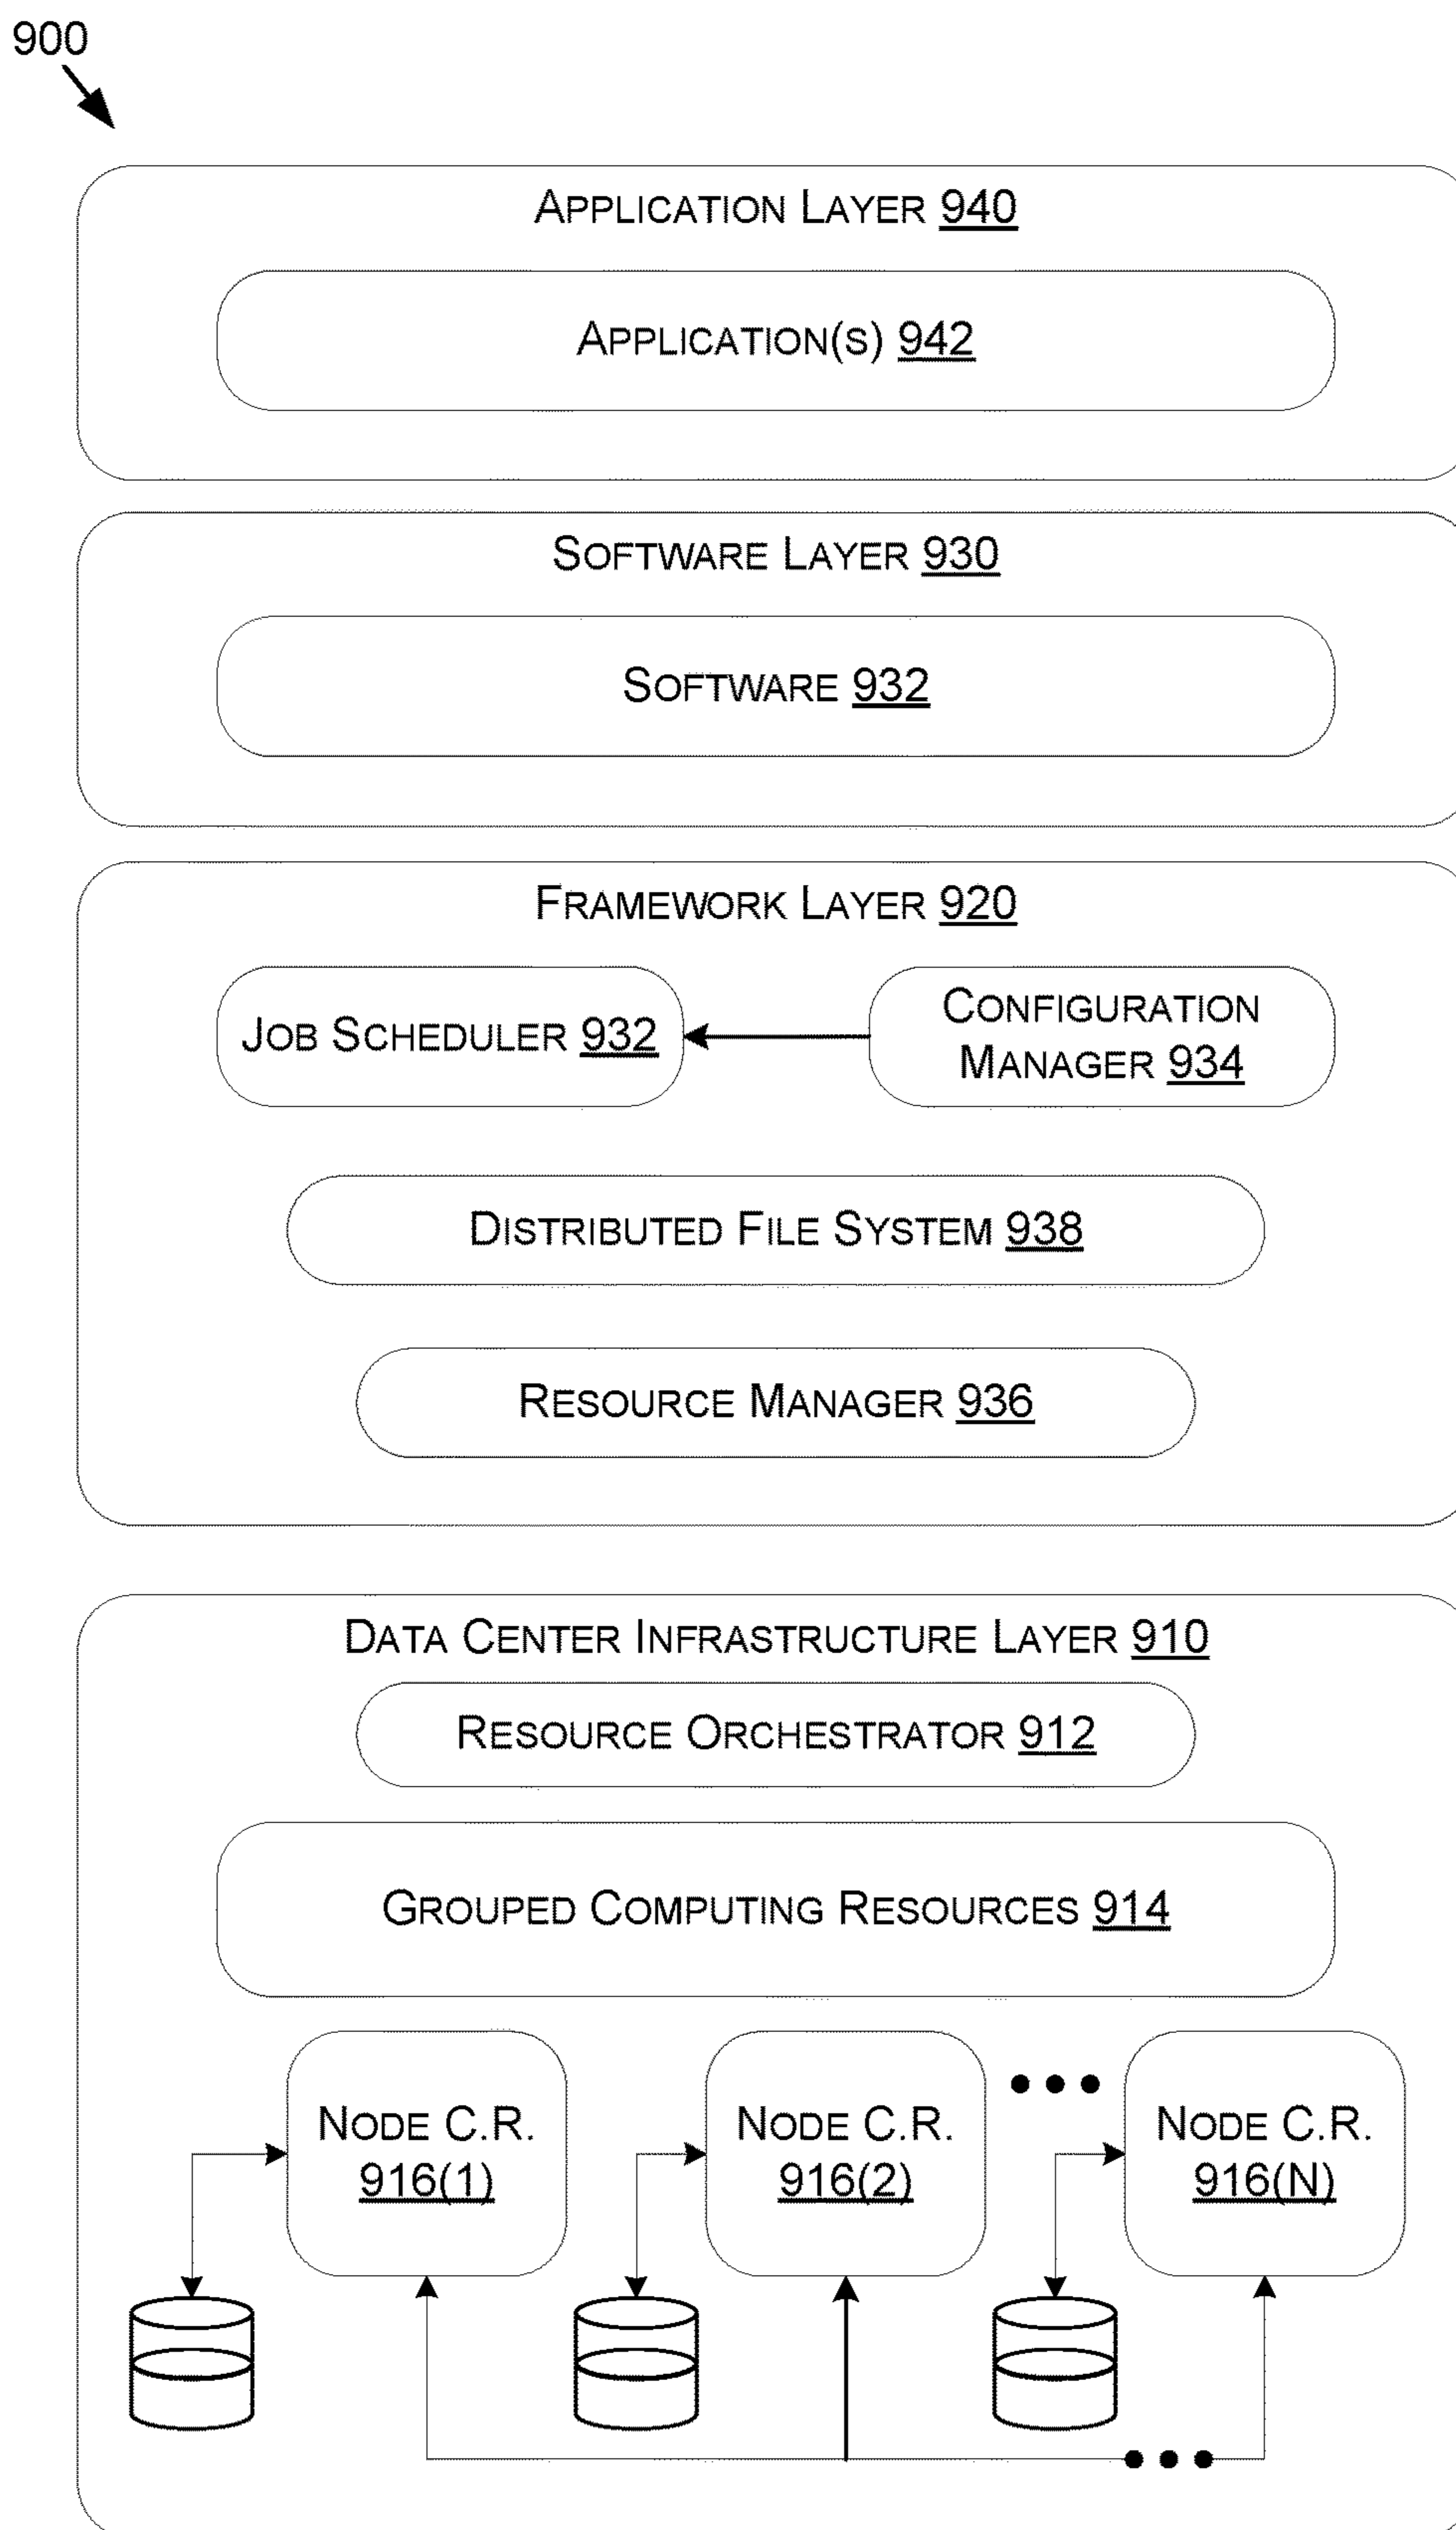 900
APPLICATION LAYER 940
APPLICATION(S) 942
SOFTWARE LAYER 930
SOFTWARE 932
FRAMEWORK LAYER 920
JOB SCHEDULER 932
CONFIGURATION
MANAGER 934
DISTRIBUTED FILE SYSTEM 938
RESOURCE MANAGER 936
DATA CENTER INFRASTRUCTURE LAYER 910
RESOURCE ORCHESTRATOR 912
GROUPED COMPUTING RESOURCES 914
NODE C.R.
916(1)
NODE C.R.
916(2)
NODE C.R.
916(N)